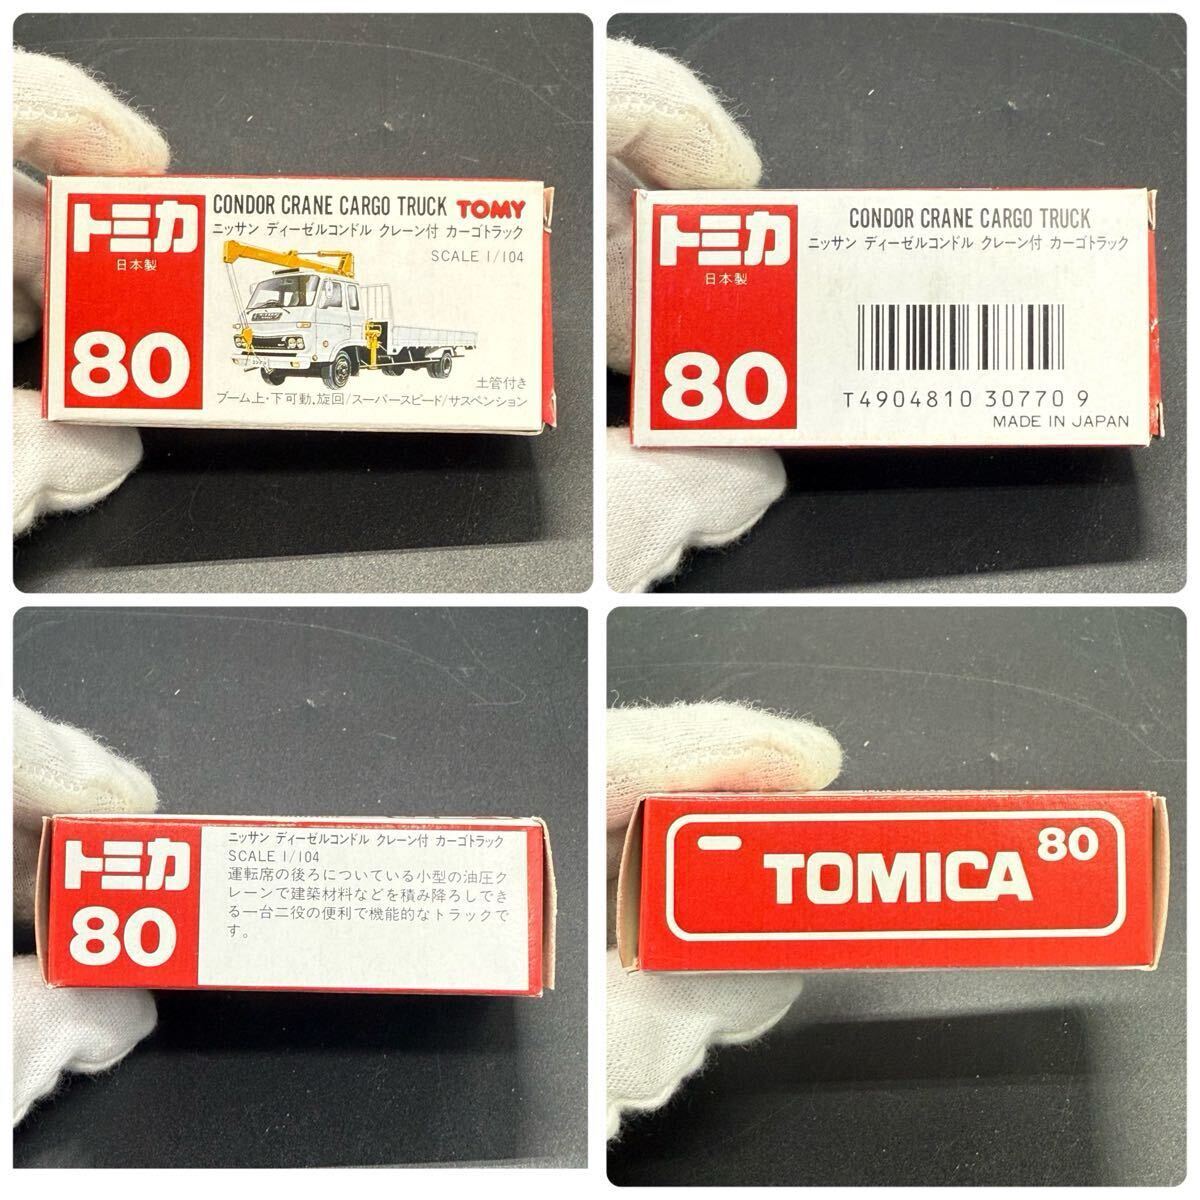 トミカ
日本製
80
CONDOR CRANE CARGO TRUCK TOMY
ニッサン ディーゼルコンドル クレーン付 カーゴトラック
SCALE 1/104
土管付き
ブーム上・下可動,旋回/スーパースピード/サスペンション
トミカ
日本製
80
CONDOR CRANE CARGO TRUCK
ニッサン ディーゼルコンドル クレーン付 カーゴトラック
T4904810 30770 9
MADE IN JAPAN
トミカ
80
ニッサン ディーゼルコンドル クレーン付 カーゴトラック
SCALE 1/104
運転席の後ろについている小型の油圧ク
レーンで建築材料などを積み降ろしでき
る一台二役の便利で機能的なトラックで
す。
TOMICA 80